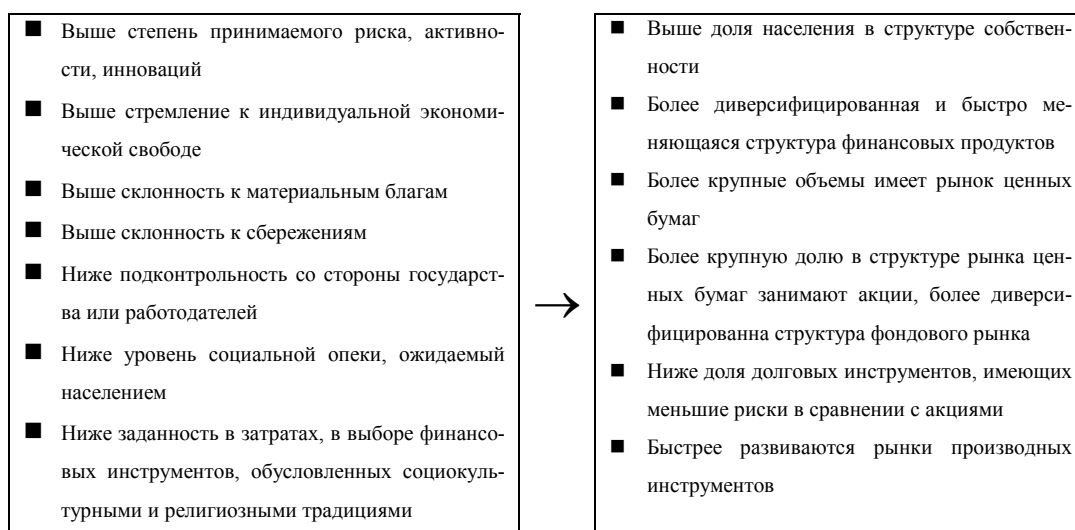 ■ Выше степень принимаемого риска, активно-
сти, инноваций
■ Выше стремление к индивидуальной экономи-
ческой свободе
■ Выше склонность к материальным благам
■ Выше склонность к сбережениям
■ Ниже подконтрольность со стороны государст-
ва или работодателей
■ Ниже уровень социальной опеки, ожидаемый
населением
■ Ниже заданность в затратах, в выборе финансо-
вых инструментов, обусловленных социокуль-
турными и религиозными традициями
→
■ Выше доля населения в структуре собствен-
ности
■ Более диверсифицированная и быстро ме-
няющаяся структура финансовых продуктов
■ Более крупные объемы имеет рынок ценных
бумаг
■ Более крупную долю в структуре рынка цен-
ных бумаг занимают акции, более диверси-
фицированна структура фондового рынка
■ Ниже доля долговых инструментов, имеющих
меньшие риски в сравнении с акциями
■ Быстрее развиваются рынки производных
инструментов